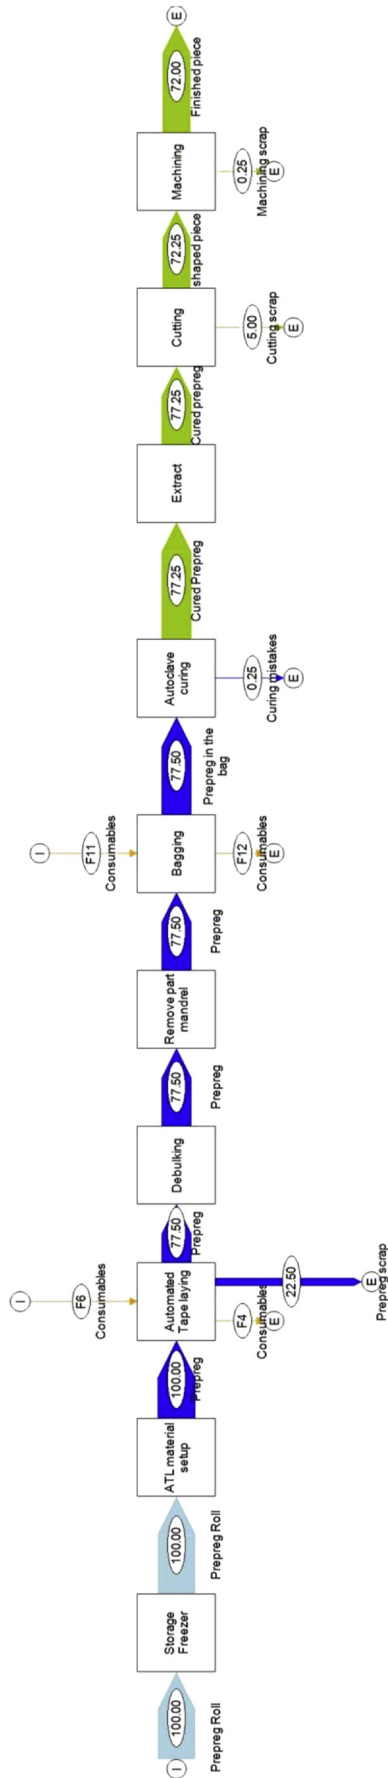 I
100.00
Prepreg Roll
Storage
Freezer
100.00
Prepreg Roll
ATL material
setup
100.00
Prepreg
I
F6
Consumables
Automated
Tape laying
F4
Consumables
E
22.50
E
Prepreg scrap
77.50
Prepreg
Debulking
77.50
Prepreg
Remove part
mandrel
77.50
Prepreg
I
F11
Consumables
Bagging
F12
Consumables
E
77.50
Prepreg in the
bag
Autoclave
curing
0.25
Curing mistakes
E
77.25
Cured Prepreg
Extract
77.25
Cured prepreg
Cutting
5.00
Cutting scrap
E
72.25
shaped piece
Machining
0.25
Machining scrap
E
72.00
Finished piece
E